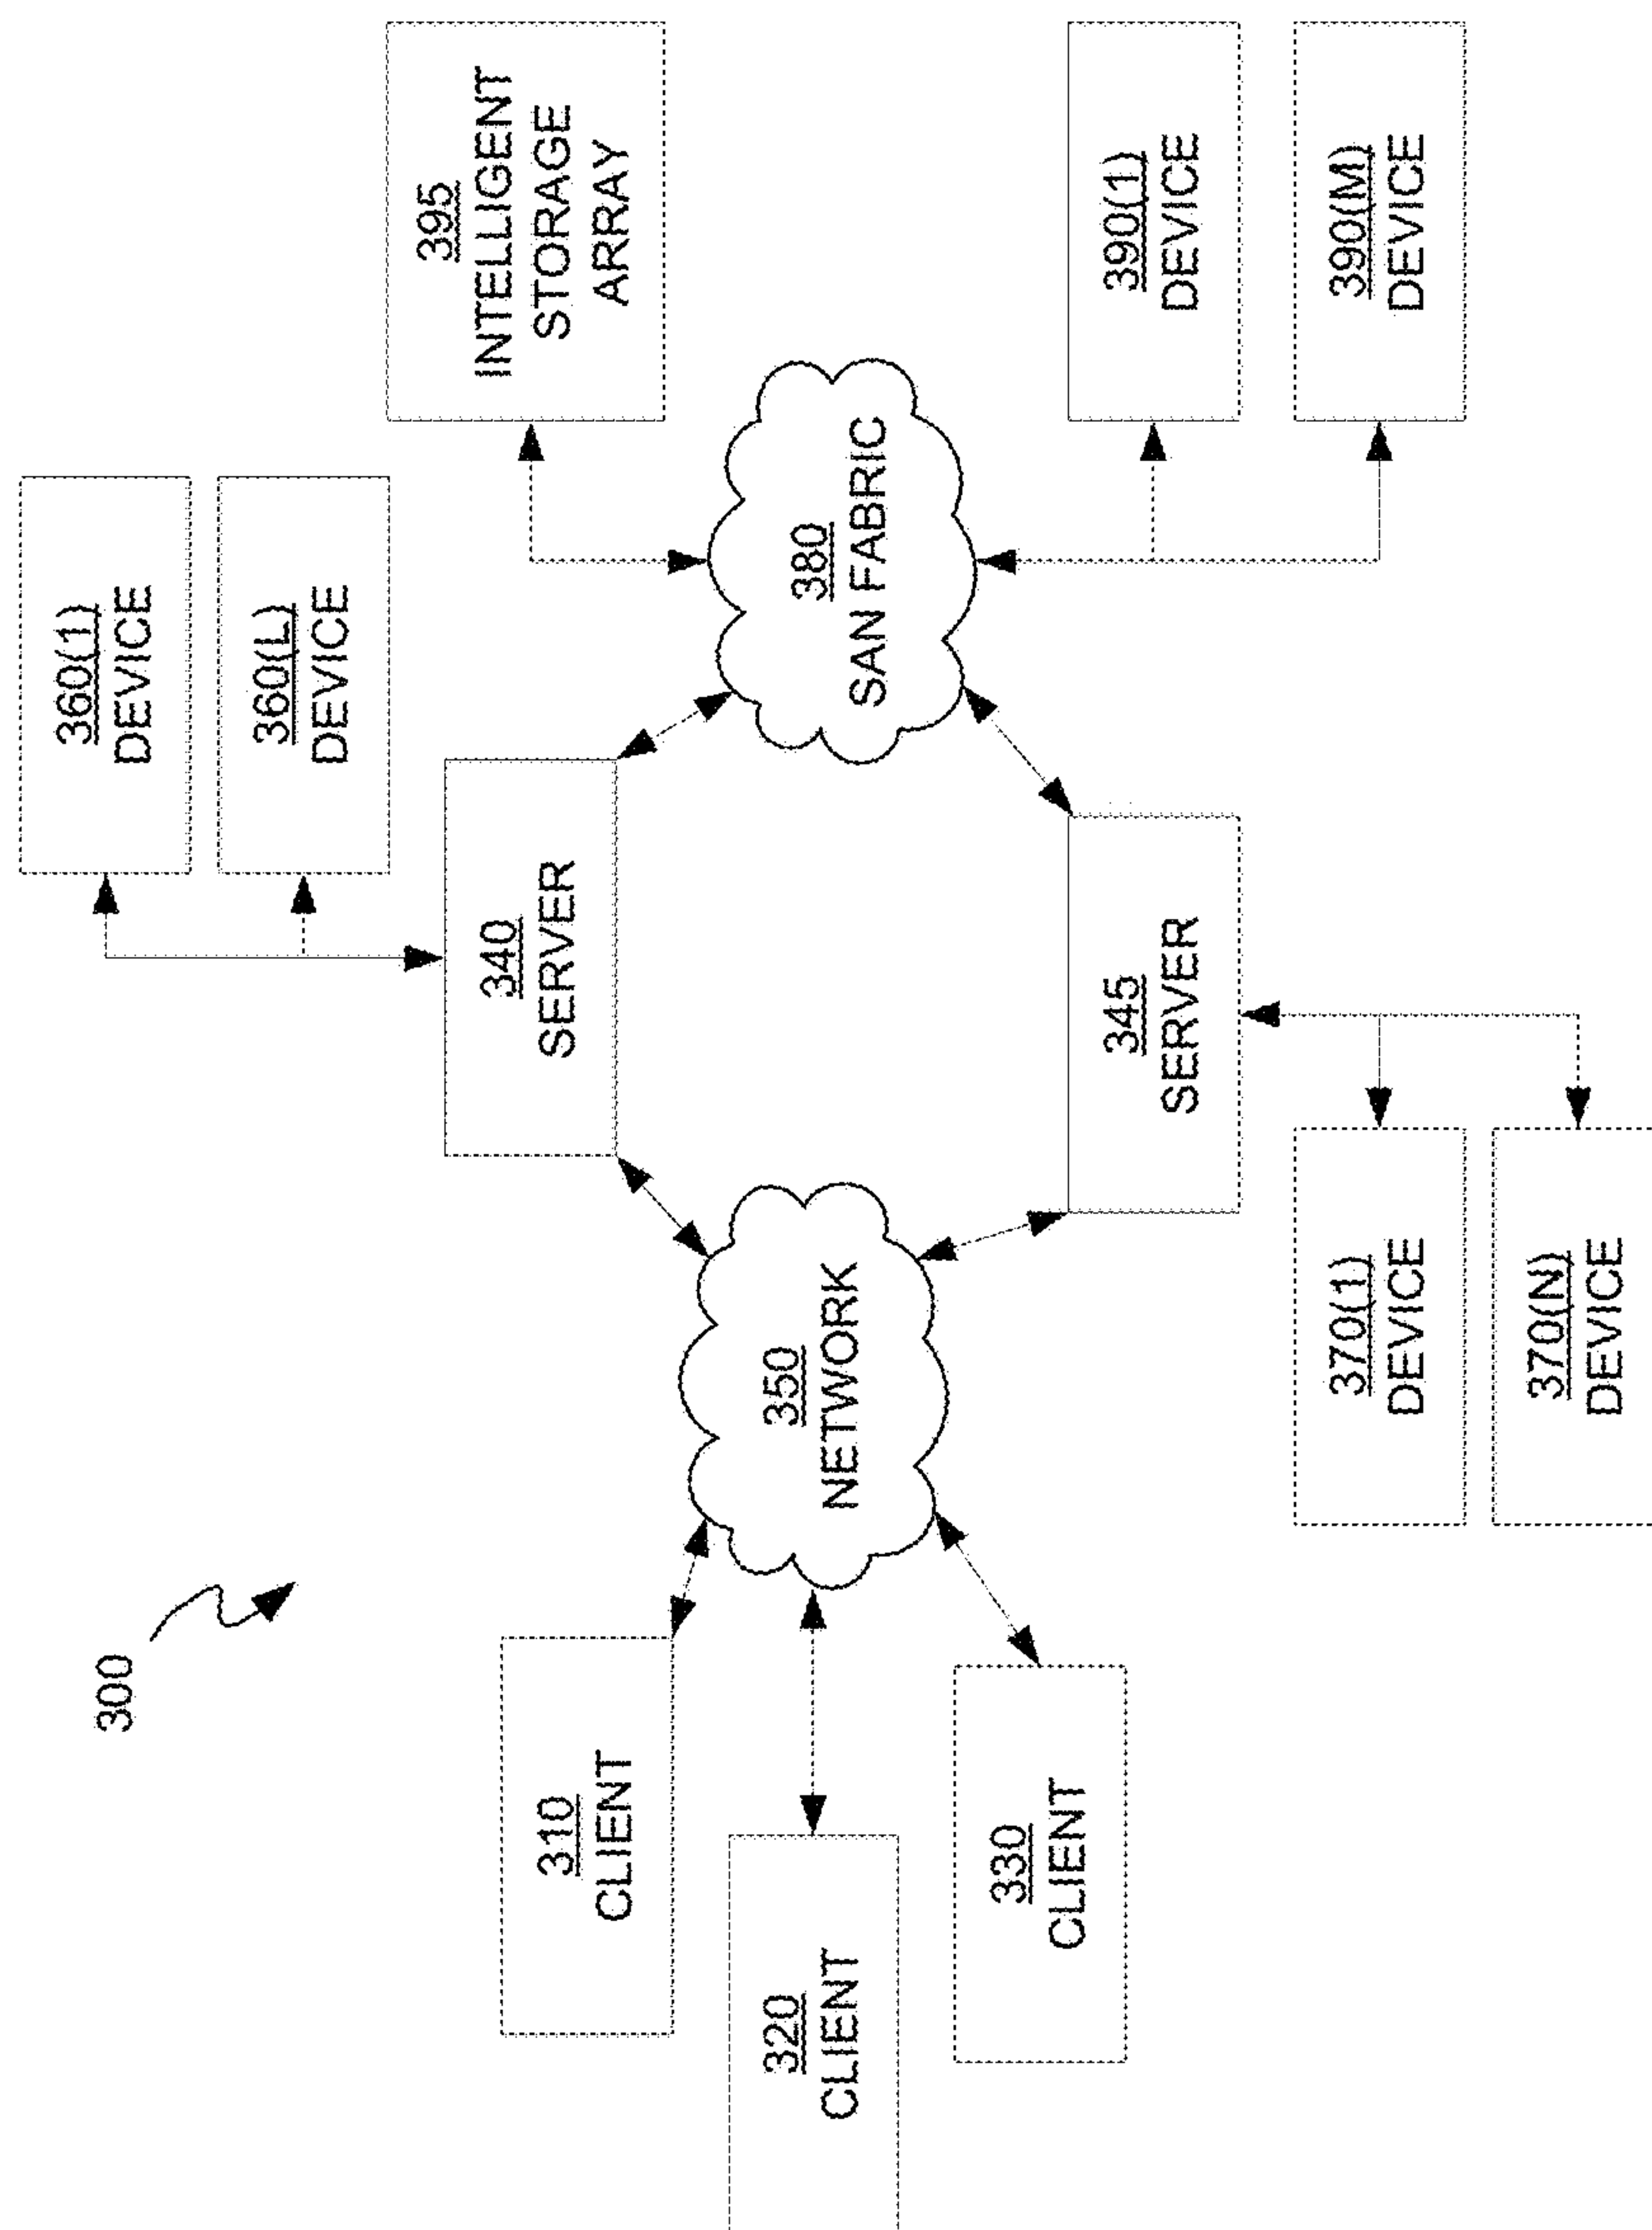 300
360(1)
DEVICE
360(L)
DEVICE
310
CLIENT
340
SERVER
395
INTELLIGENT
STORAGE
ARRAY
320
CLIENT
350
NETWORK
380
SAN FABRIC
330
CLIENT
345
SERVER
390(1)
DEVICE
370(1)
DEVICE
390(M)
DEVICE
370(N)
DEVICE